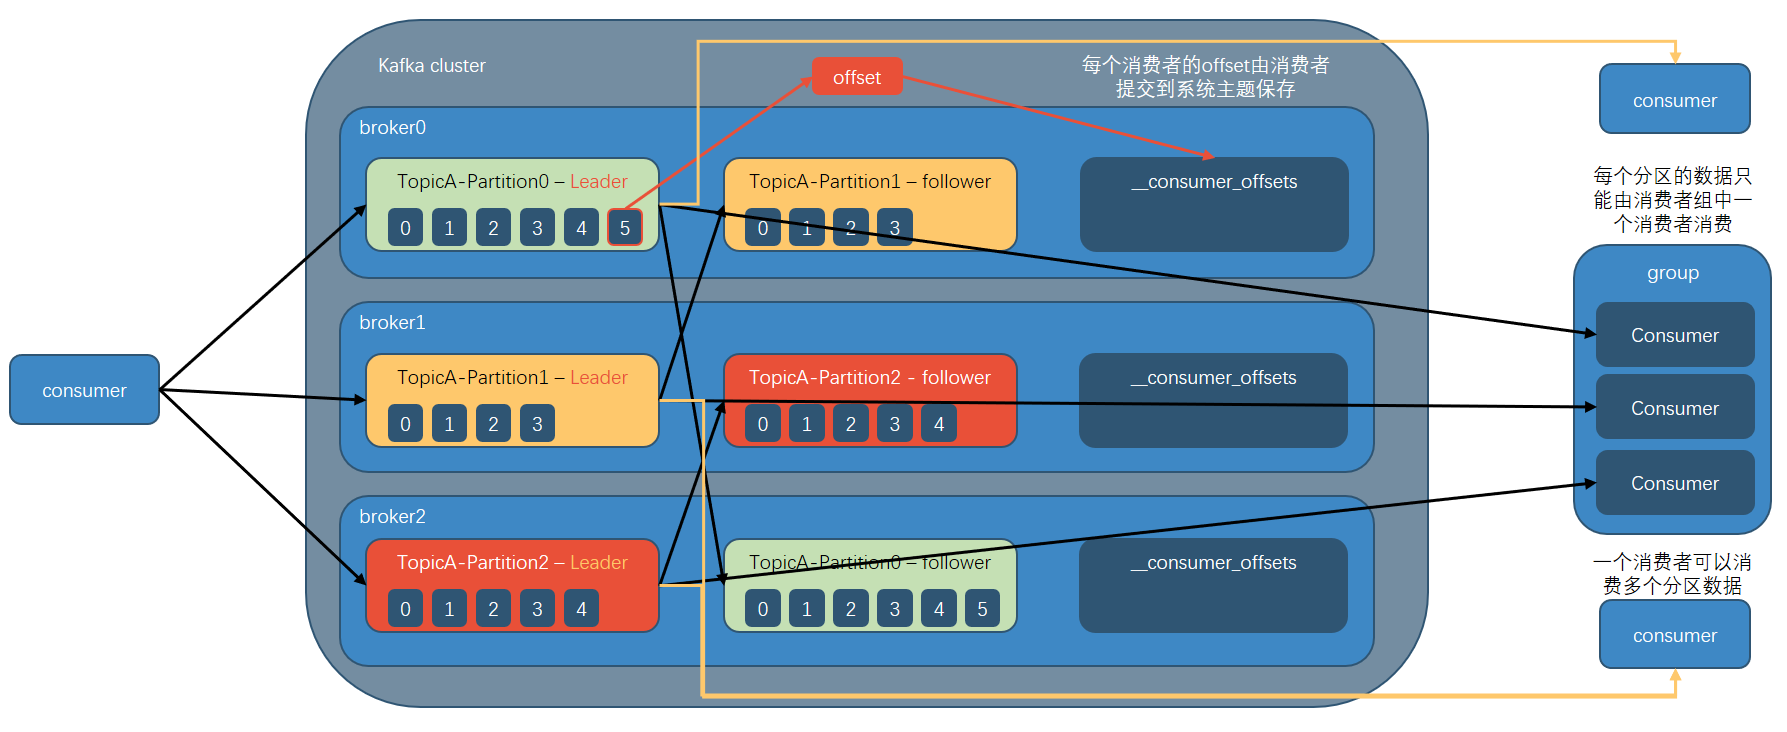 Kafka cluster
offset
每个消费者的offset由消费者
提交到系统主题保存
consumer
broker0
TopicA-Partition0 – Leader
0 1 2 3 4 5
TopicA-Partition1 – follower
0 1 2 3
__consumer_offsets
每个分区的数据只
能由消费者组中一
个消费者消费
group
Consumer
Consumer
Consumer
broker1
TopicA-Partition1 – Leader
0 1 2 3
TopicA-Partition2 - follower
0 1 2 3 4
__consumer_offsets
consumer
broker2
TopicA-Partition2 – Leader
0 1 2 3 4
TopicA-Partition0 – follower
0 1 2 3 4 5
__consumer_offsets
一个消费者可以消
费多个分区数据
consumer